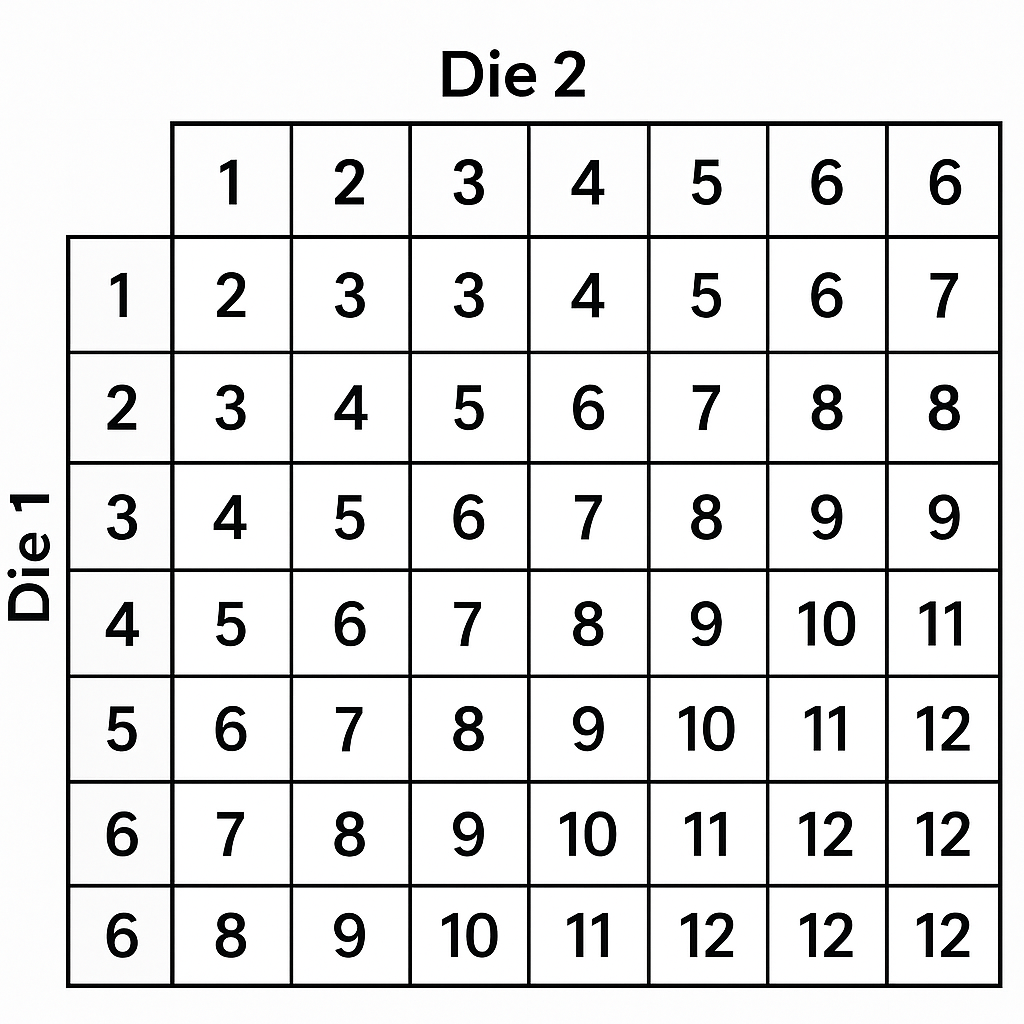 Die 2
1 2 3 4 5 6 6
1 2 3 3 4 5 6 7
2 3 4 5 6 7 8 8
Die 1
3 4 5 6 7 8 9 9
4 5 6 7 8 9 10 11
5 6 7 8 9 10 11 12
6 7 8 9 10 11 12 12
6 8 9 10 11 12 12 12